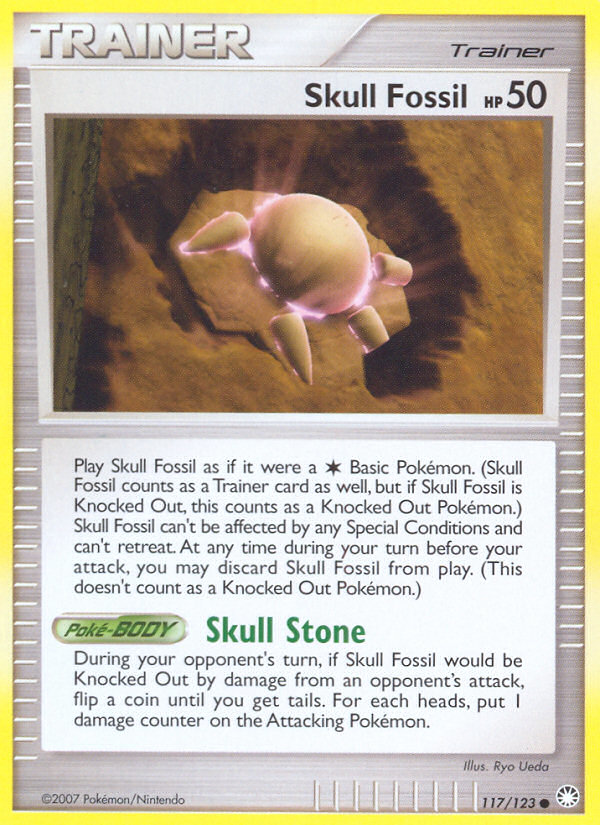 TRAINER
Trainer
Skull Fossil HP 50
Play Skull Fossil as if it were a ✶ Basic Pokémon. (Skull
Fossil counts as a Trainer card as well, but if Skull Fossil is
Knocked Out, this counts as a Knocked Out Pokémon.)
Skull Fossil can't be affected by any Special Conditions and
can't retreat. At any time during your turn before your
attack, you may discard Skull Fossil from play. (This
doesn't count as a Knocked Out Pokémon.)
Poké-BODY Skull Stone
During your opponent's turn, if Skull Fossil would be
Knocked Out by damage from an opponent's attack,
flip a coin until you get tails. For each heads, put 1
damage counter on the Attacking Pokémon.
Illus. Ryo Ueda
©2007 Pokémon/Nintendo
117/123